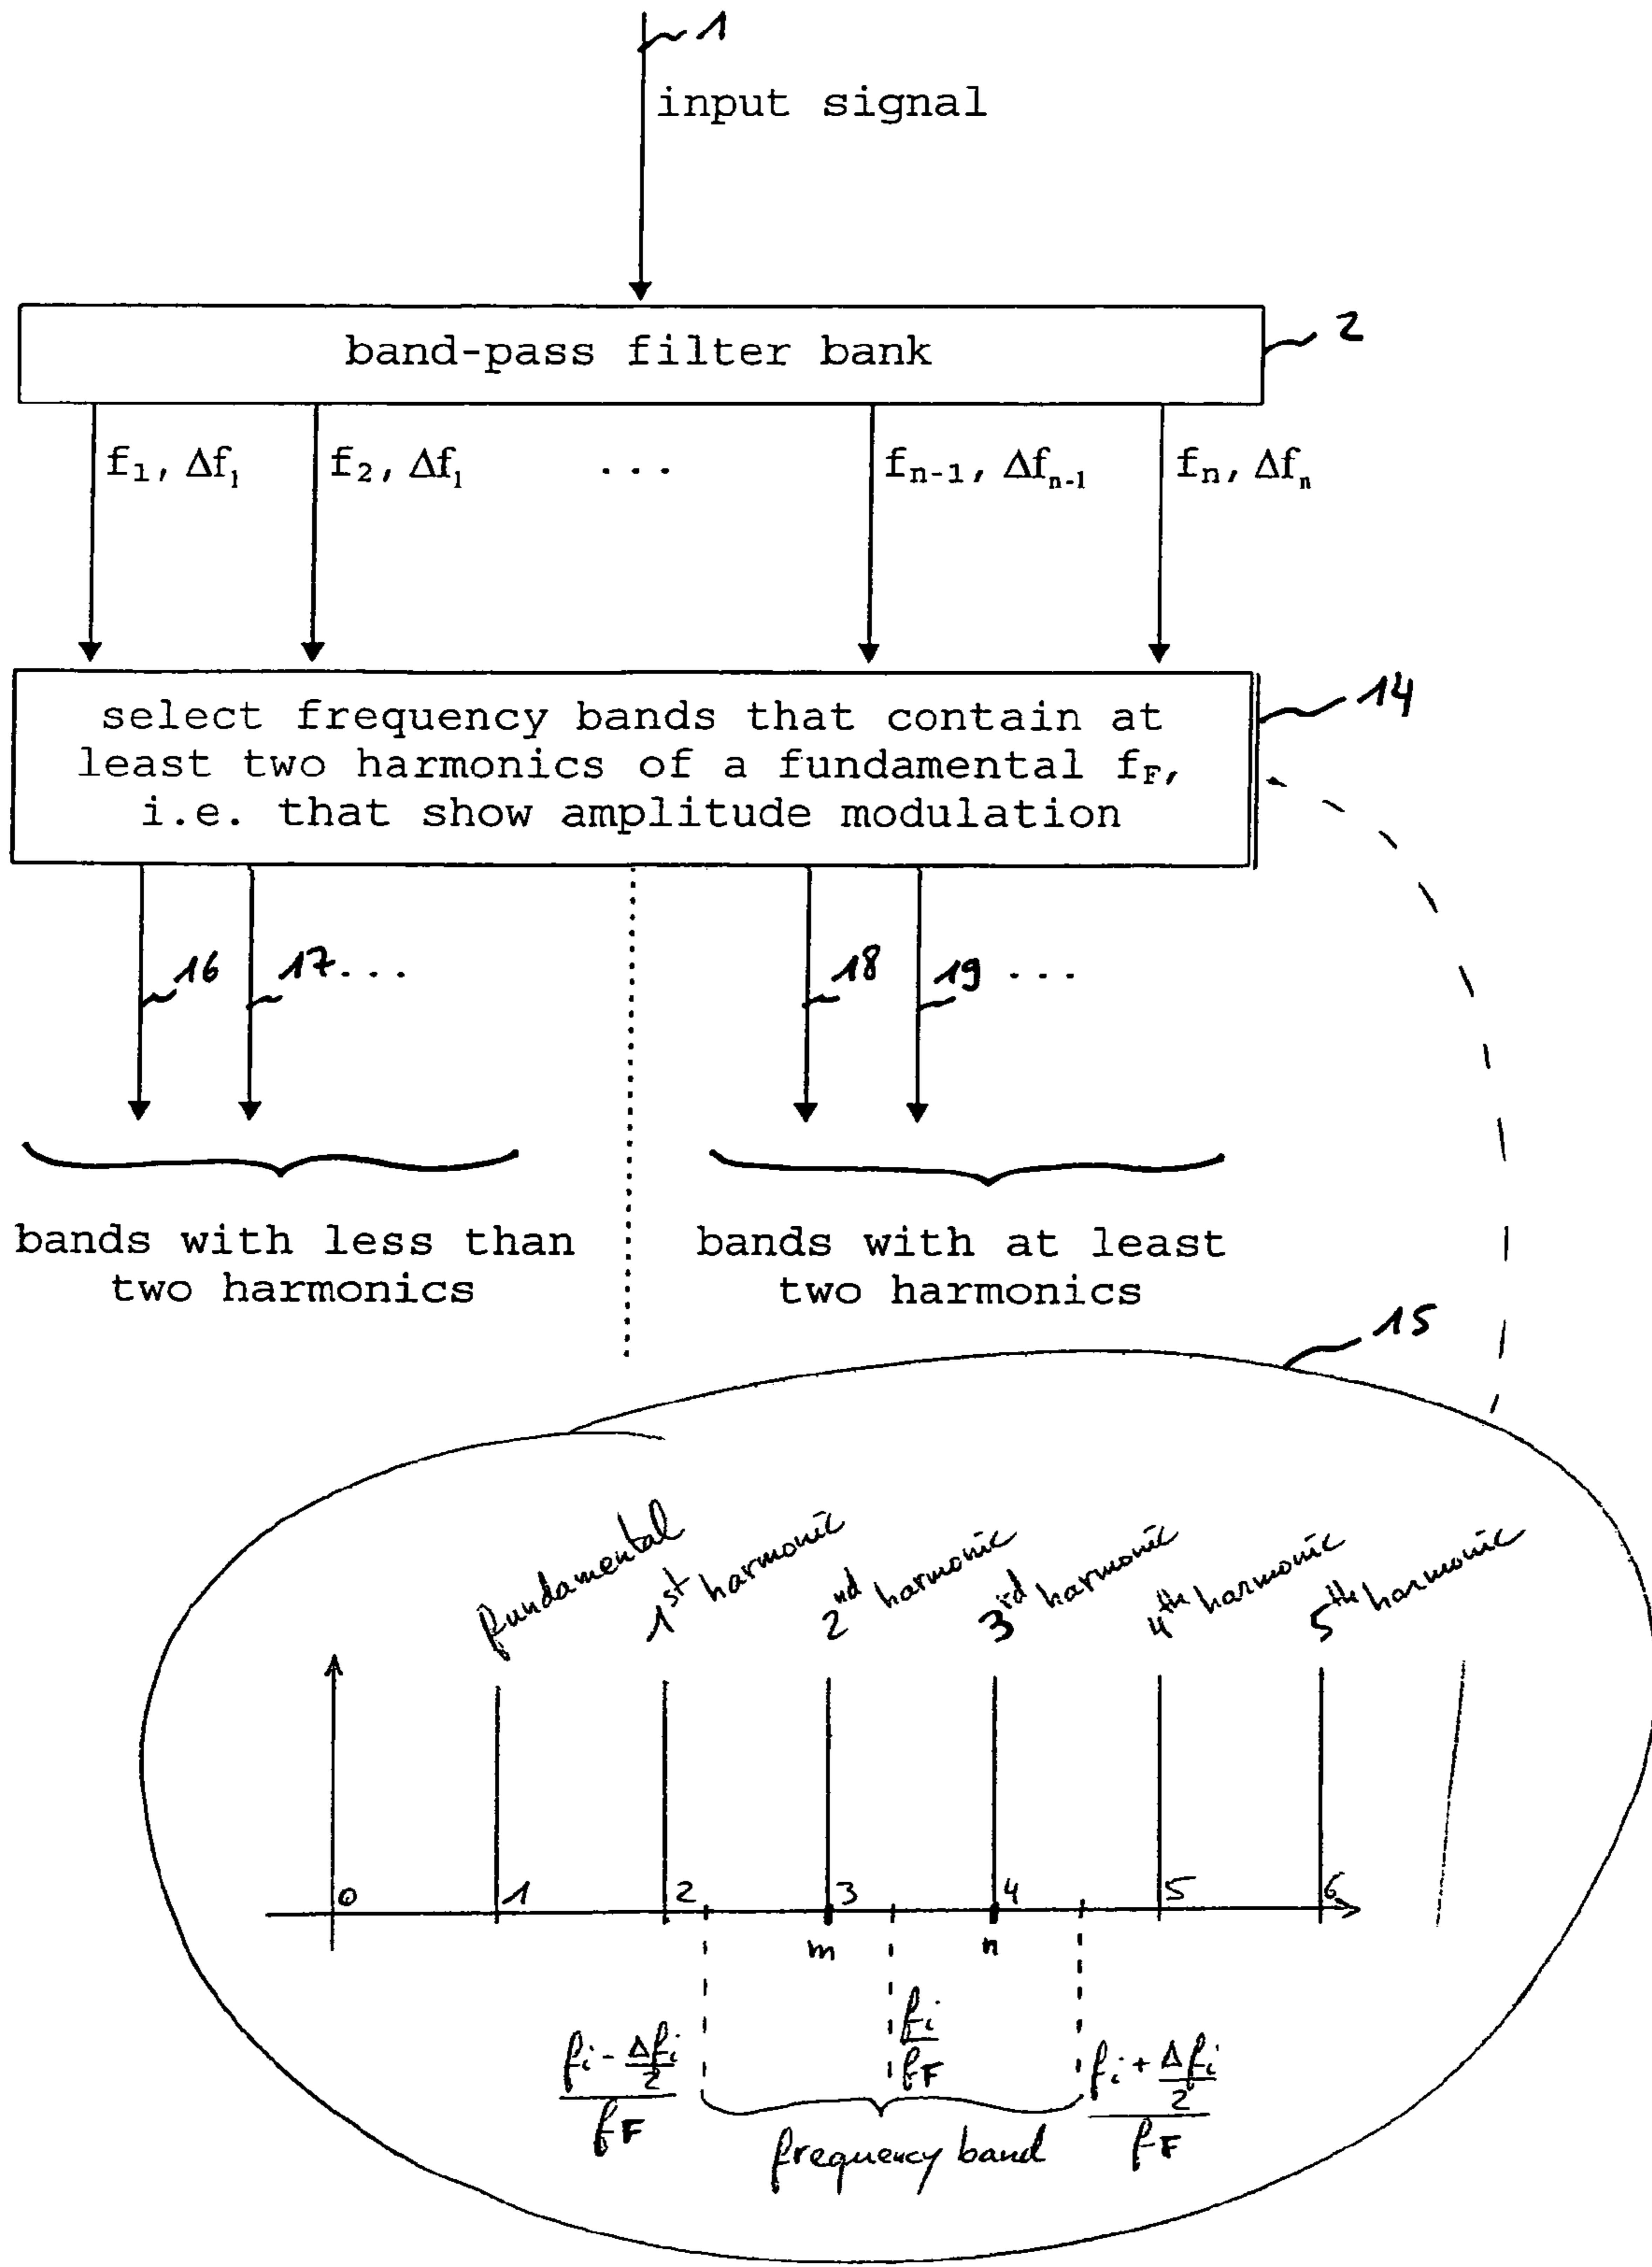 1
input signal
band-pass filter bank
2
f₁, Δf₁ f₂, Δf₁ ... fₙ₋₁, Δfₙ₋₁ fₙ, Δfₙ
select frequency bands that contain at
least two harmonics of a fundamental f_F,
i.e. that show amplitude modulation
14
16 17... 18 19 ...
bands with less than
two harmonics
bands with at least
two harmonics
15
fundamental
1st harmonic
2nd harmonic
3rd harmonic
4th harmonic
5th harmonic
0 1 2 3 4 5 6
m n
(fi - Δfi/2)/fF
fi/fF
(fi + Δfi/2)/fF
frequency band